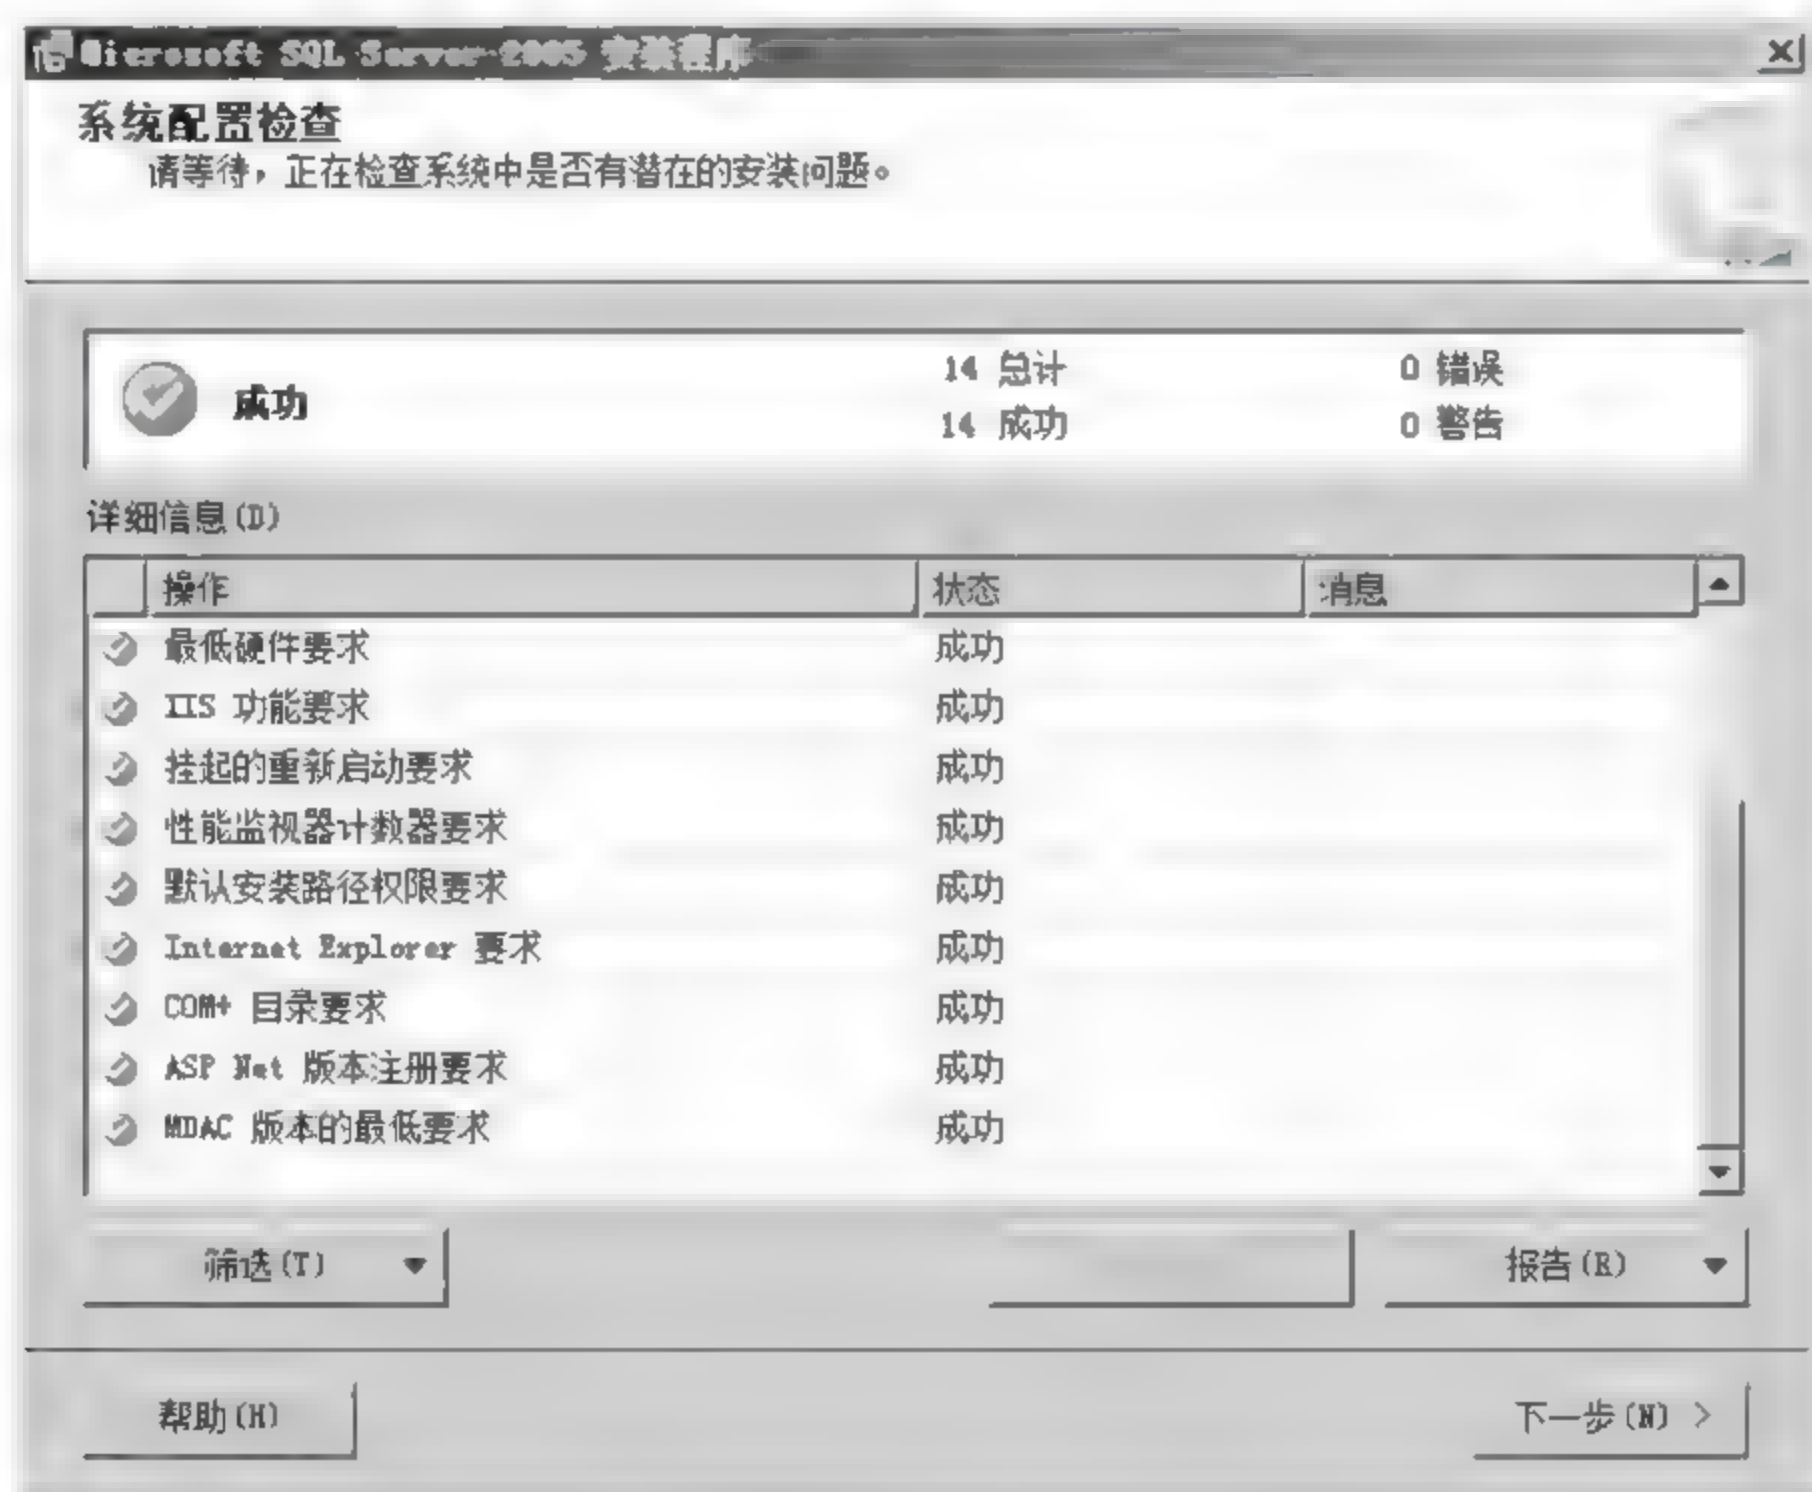 Microsoft SQL Server 2005 安装程序
系统配置检查
请等待，正在检查系统中是否有潜在的安装问题。
成功
14 总计
0 错误
14 成功
0 警告
详细信息(D)
操作 状态 消息
最低硬件要求 成功
IIS 功能要求 成功
挂起的重新启动要求 成功
性能监视器计数器要求 成功
默认安装路径权限要求 成功
Internet Explorer 要求 成功
COM+ 目录要求 成功
ASP Net 版本注册要求 成功
MDAC 版本的最低要求 成功
筛选(T) 报告(R)
帮助(H) 下一步(N) >